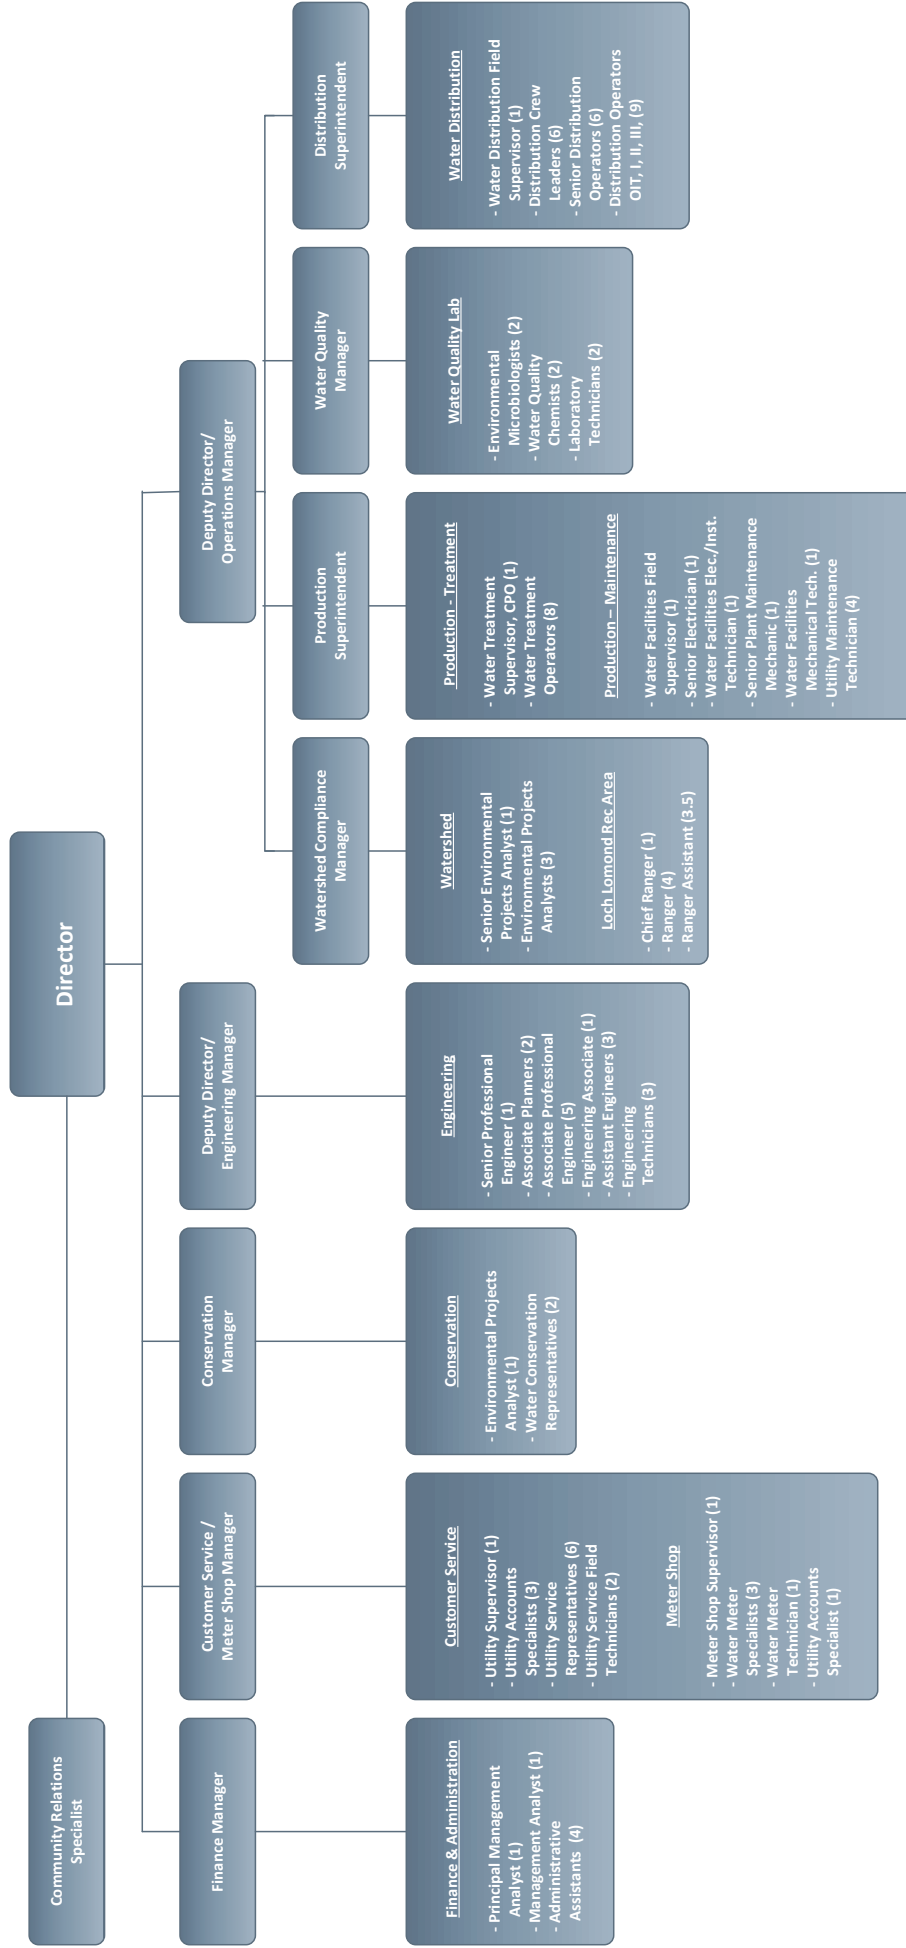 Director
Community Relations
Specialist
Finance Manager
Customer Service /
Meter Shop Manager
Conservation
Manager
Deputy Director/
Engineering Manager
Deputy Director/
Operations Manager
Watershed Compliance
Manager
Production
Superintendent
Water Quality
Manager
Distribution
Superintendent
Finance & Administration
- Principal Management
Analyst (1)
- Management Analyst (1)
- Administrative
Assistants (4)
Customer Service
- Utility Supervisor (1)
- Utility Accounts
Specialists (3)
- Utility Service
Representatives (6)
- Utility Service Field
Technicians (2)
Meter Shop
- Meter Shop Supervisor (1)
- Water Meter
Specialists (3)
- Water Meter
Technician (1)
- Utility Accounts
Specialist (1)
Conservation
- Environmental Projects
Analyst (1)
- Water Conservation
Representatives (2)
Engineering
- Senior Professional
Engineer (1)
- Associate Planners (2)
- Associate Professional
Engineer (5)
- Engineering Associate (1)
- Assistant Engineers (3)
- Engineering
Technicians (3)
Watershed
- Senior Environmental
Projects Analyst (1)
- Environmental Projects
Analysts (3)
Loch Lomond Rec Area
- Chief Ranger (1)
- Ranger (4)
- Ranger Assistant (3.5)
Production - Treatment
- Water Treatment
Supervisor, CPO (1)
- Water Treatment
Operators (8)
Production – Maintenance
- Water Facilities Field
Supervisor (1)
- Senior Electrician (1)
- Water Facilities Elec./Inst.
Technician (1)
- Senior Plant Maintenance
Mechanic (1)
- Water Facilities
Mechanical Tech. (1)
- Utility Maintenance
Technician (4)
Water Quality Lab
- Environmental
Microbiologists (2)
- Water Quality
Chemists (2)
- Laboratory
Technicians (2)
Water Distribution
- Water Distribution Field
Supervisor (1)
- Distribution Crew
Leaders (6)
- Senior Distribution
Operators (6)
- Distribution Operators
OIT, I, II, III, (9)